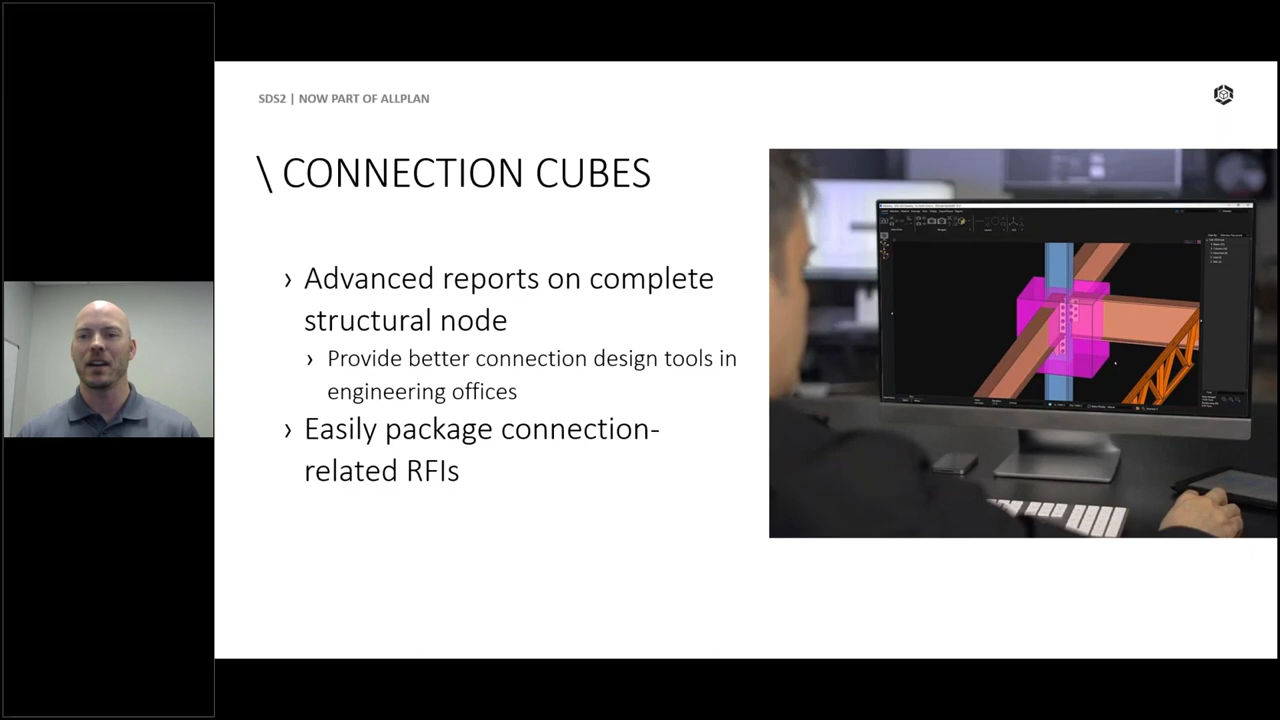 SDS2 | NOW PART OF ALLPLAN
\ CONNECTION CUBES
› Advanced reports on complete
structural node
› Provide better connection design tools in
engineering offices
› Easily package connection-
related RFIs